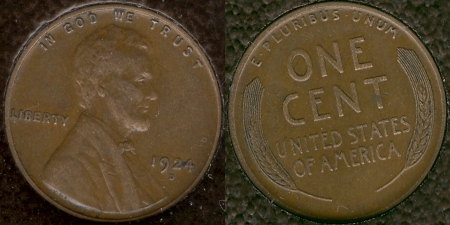 IN GOD WE TRUST
LIBERTY
1924
E·PLURIBUS·UNUM
ONE
CENT
UNITED STATES
OF AMERICA